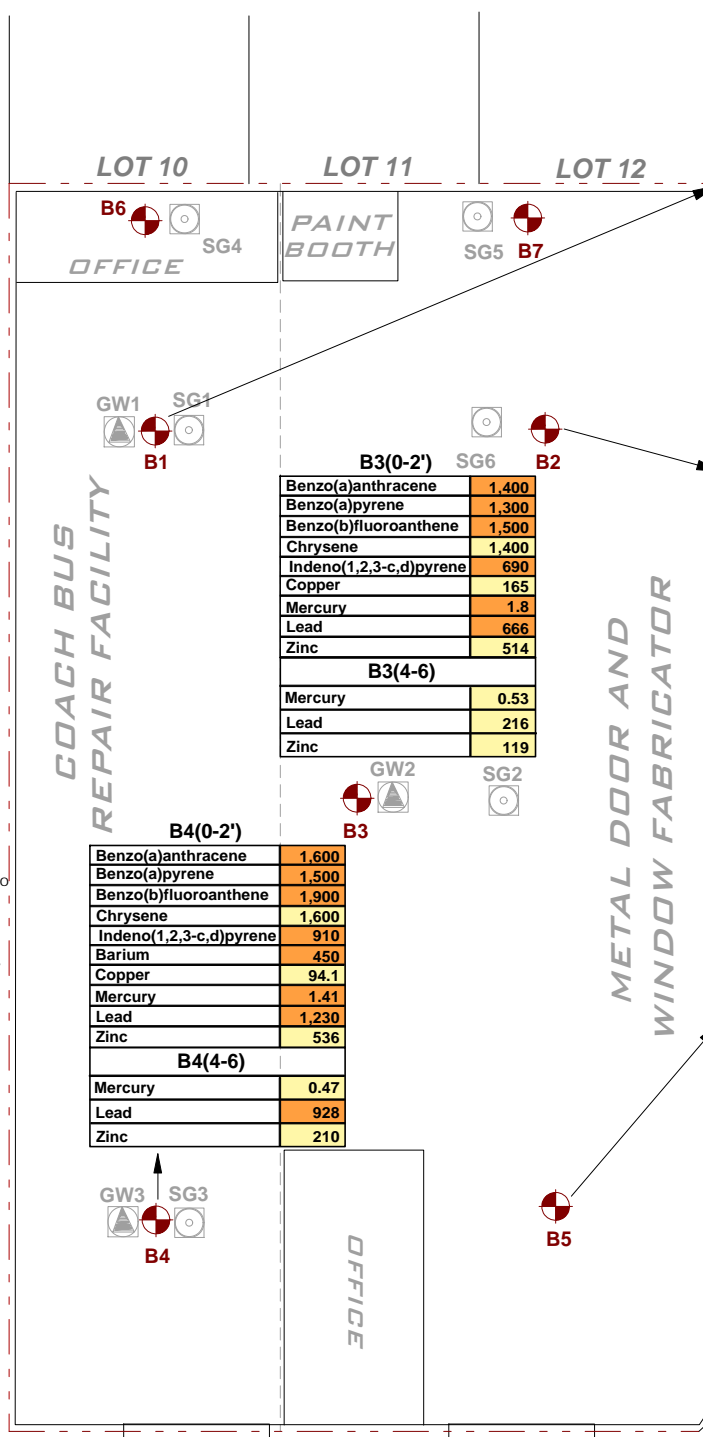 LOT 10
LOT 11
LOT 12
B6
SG4
OFFICE
PAINT
BOOTH
SG5
B7
GW1
SG1
B1
SG6
B2
COACH BUS
REPAIR FACILITY
B3(0-2')
Benzo(a)anthracene 1,400
Benzo(a)pyrene 1,300
Benzo(b)fluoroanthene 1,500
Chrysene 1,400
Indeno(1,2,3-c,d)pyrene 690
Copper 165
Mercury 1.8
Lead 666
Zinc 514
B3(4-6)
Mercury 0.53
Lead 216
Zinc 119
METAL DOOR AND
WINDOW FABRICATOR
GW2
SG2
B3
B4(0-2')
Benzo(a)anthracene 1,600
Benzo(a)pyrene 1,500
Benzo(b)fluoroanthene 1,900
Chrysene 1,600
Indeno(1,2,3-c,d)pyrene 910
Barium 450
Copper 94.1
Mercury 1.41
Lead 1,230
Zinc 536
B4(4-6)
Mercury 0.47
Lead 928
Zinc 210
GW3
SG3
B4
B5
OFFICE